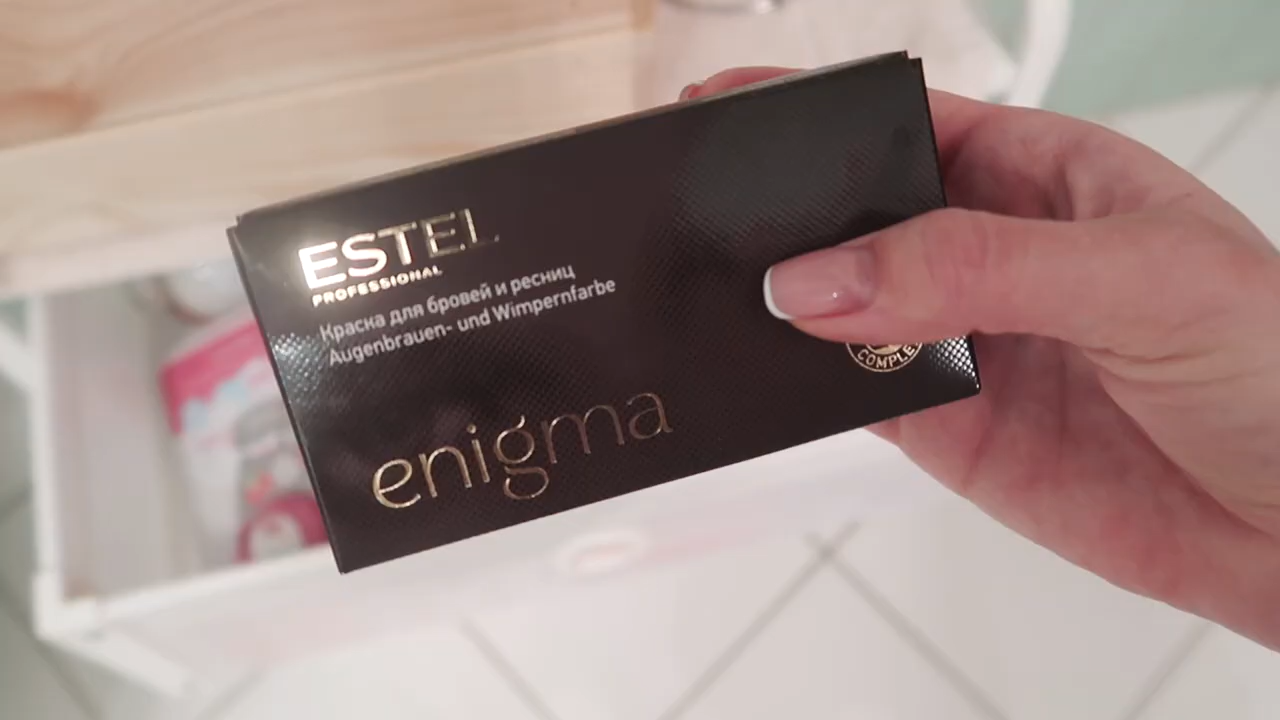 ESTEL
PROFESSIONAL
Краска для бровей и ресниц
Augenbrauen- und Wimpernfarbe
enigma